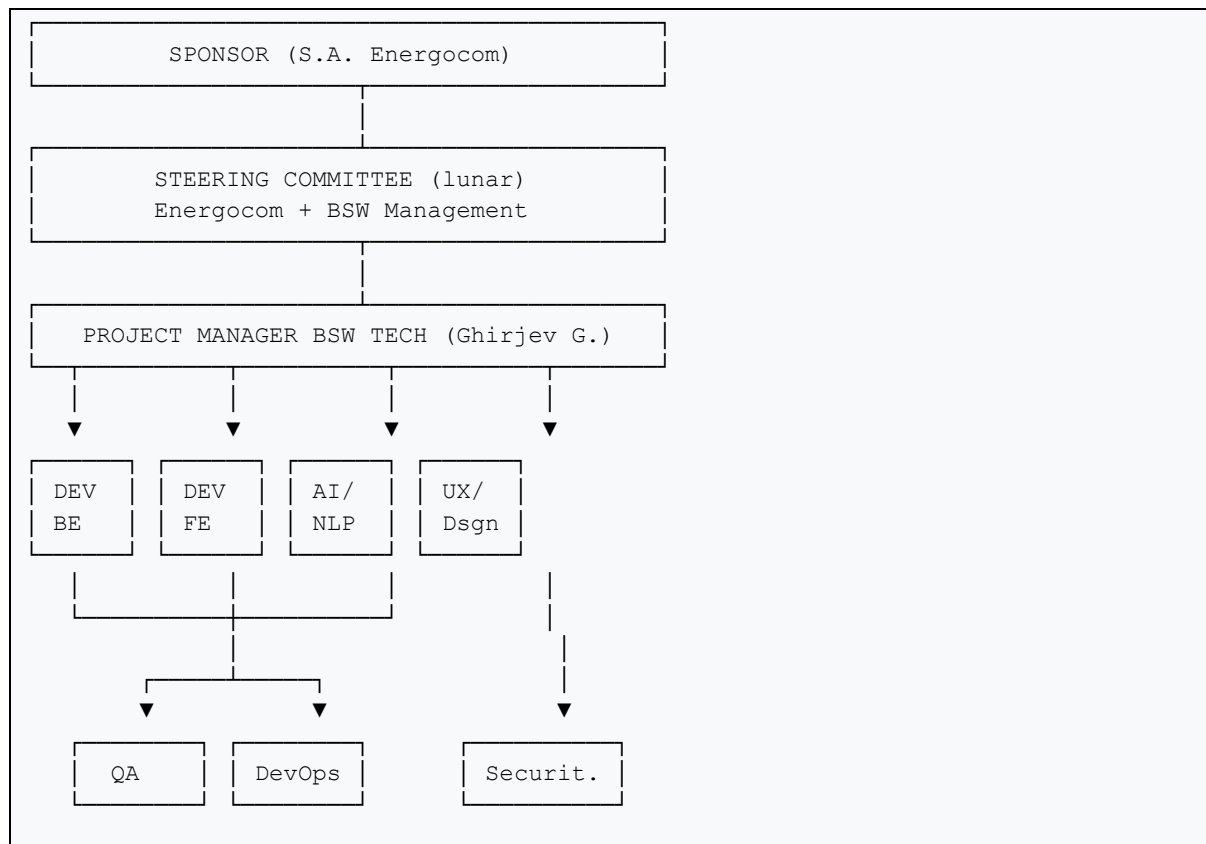 SPONSOR (S.A. Energocom)
STEERING COMMITTEE (lunar)
Energocom + BSW Management
PROJECT MANAGER BSW TECH (Ghirjev G.)
DEV DEV AI/ UX/
BE FE NLP Dsgn
QA DevOps Securit.